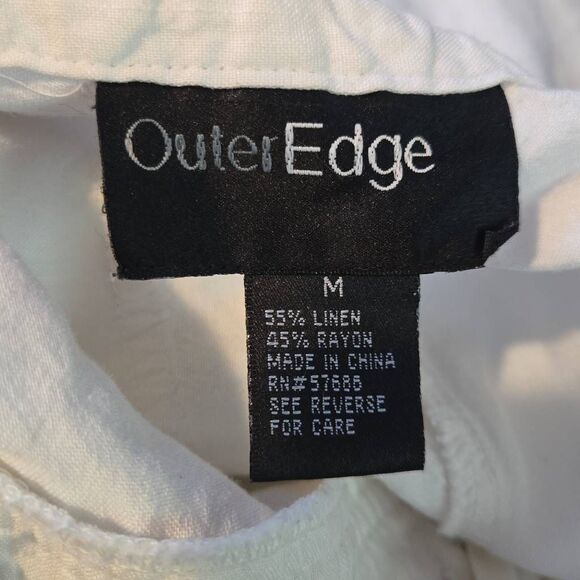 OuterEdge
M
55% LINEN
45% RAYON
MADE IN CHINA
RN#57686
SEE REVERSE
FOR CARE